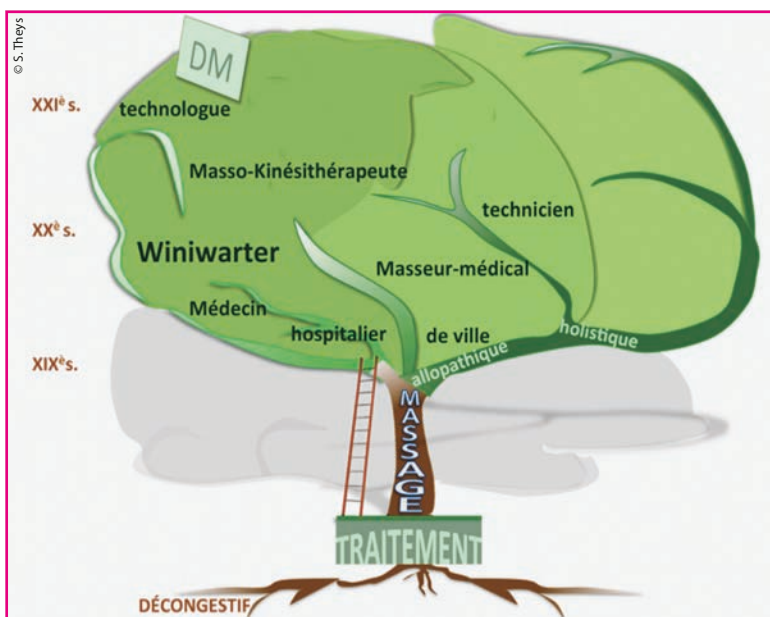 © S. Theys
DM
XXIè s.
technologue
Masso-Kinésithérapeute
technicien
XXè s.
Winiwarter
Masseur-médical
Médecin
hospitalier
de ville
holistique
allopathique
XIXès.
MASSAGE
TRAITEMENT
DÉCONGESTIF